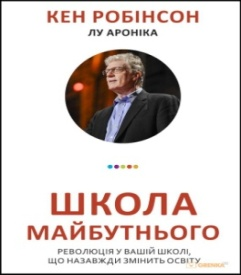 КЕН РОБІНСОН
ЛУ АРОНІКА
ШКОЛА
МАЙБУТНЬОГО
РЕВОЛЮЦІЯ У ВАШІЙ ШКОЛІ,
ЩО НАЗАВЖДИ ЗМІНИТЬ ОСВІТУ